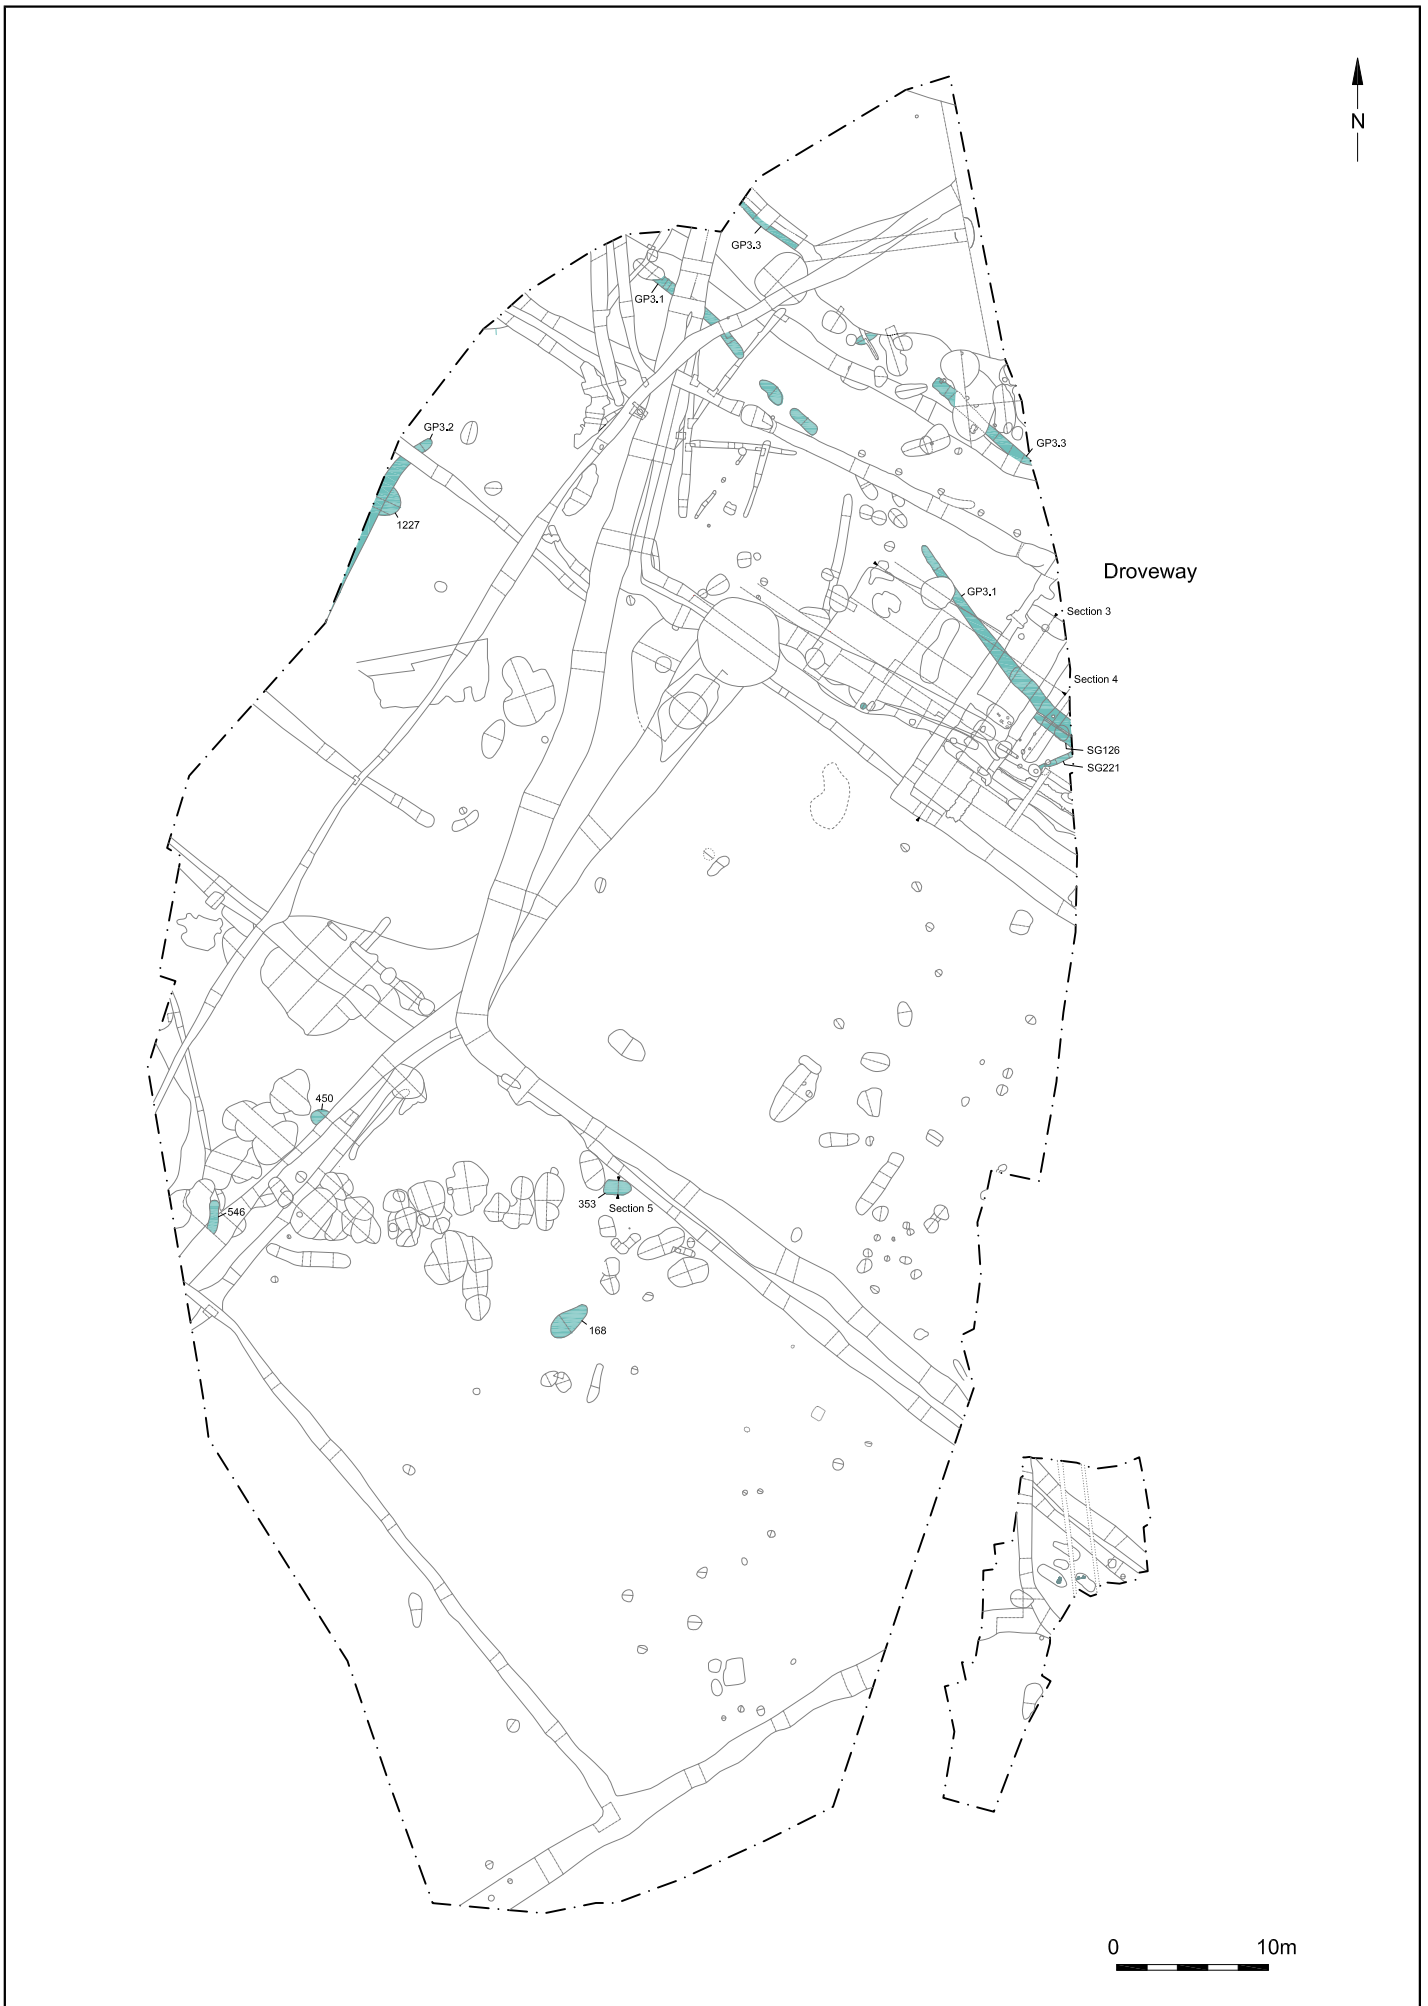 N
GP3.3
GP3.1
GP3.2
GP3.3
1227
Droveway
GP3.1
Section 3
Section 4
SG126
SG221
450
353
Section 5
546
168
0 10m